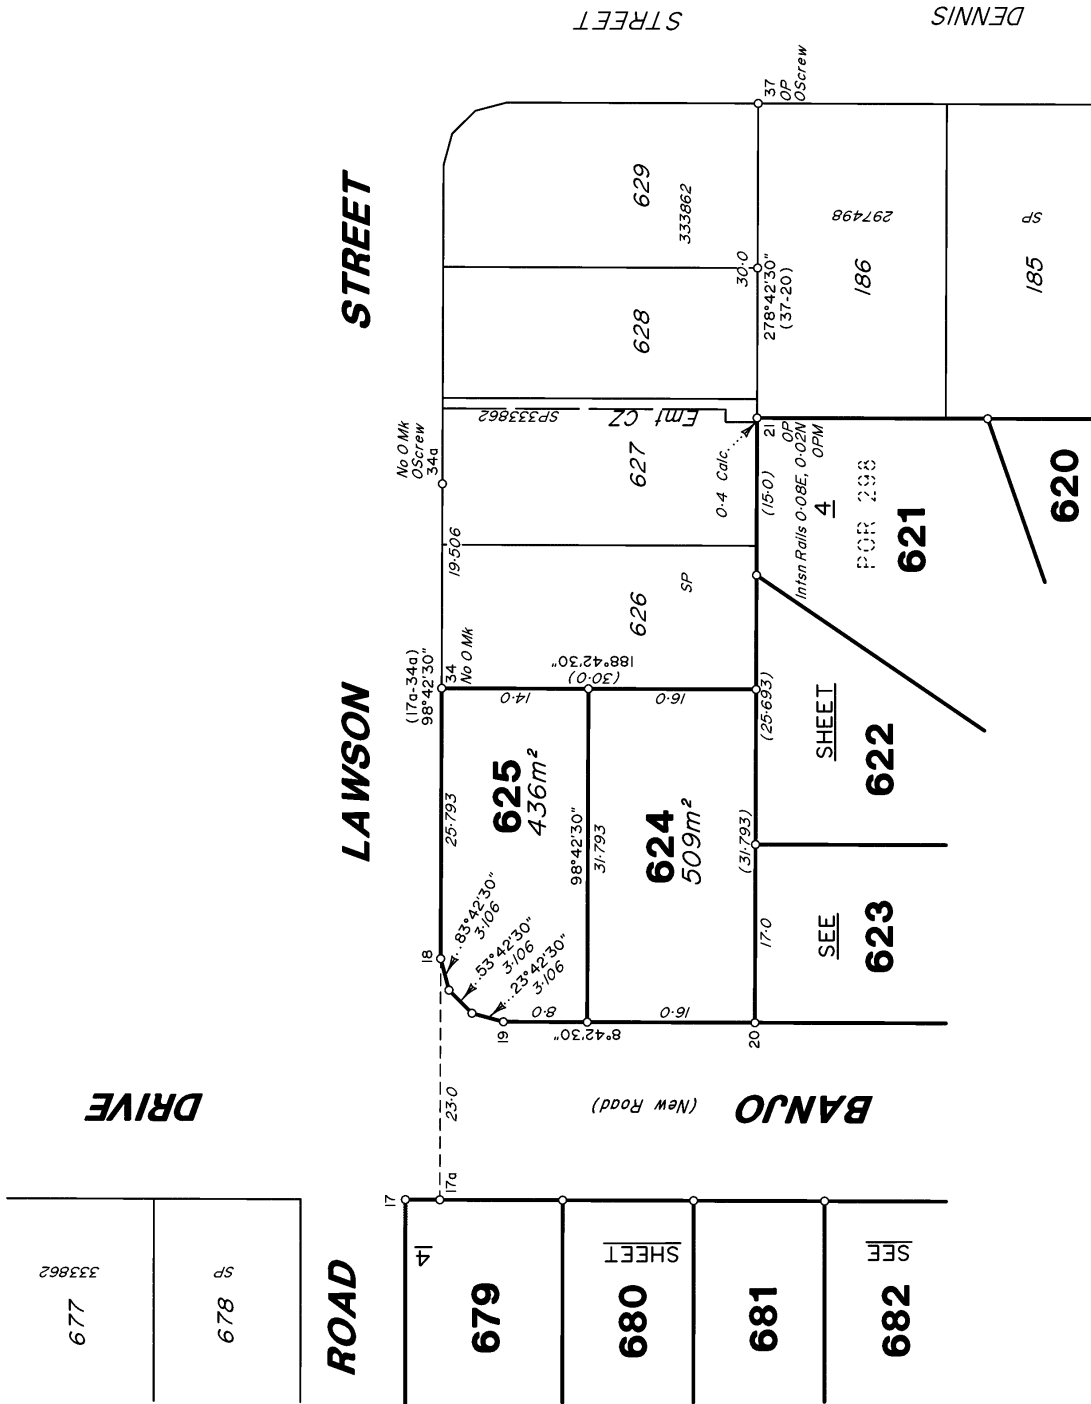 STREET
DENNIS
STREET
LAWSON
ROAD
DRIVE
BANJO
(New Road)
37
OP
OScrew
629
333862
628
30·0
278°42'30"
(37-20)
297498
186
SP
185
SP333862
Emt CZ
627
0·4 Calc.
21
OP
Intsn Rails 0·08E, 0·02N
OPM
(15·0)
4
POR 298
621
620
No O Mk
OScrew
34a
19·506
626
SP
(17a-34a)
98°42'30"
34
No O Mk
188°42'30"
(30·0)
14·0
16·0
(25·693)
SHEET
622
25·793
625
436m²
98°42'30"
31·793
624
509m²
(31·793)
18
83°42'30"
3·106
53°42'30"
3·106
23°42'30"
3·106
19
8·0
8°42'30"
16·0
20
17·0
SEE
623
23·0
17
17a
677
333862
678
SP
4
679
680
SHEET
681
682
SEE